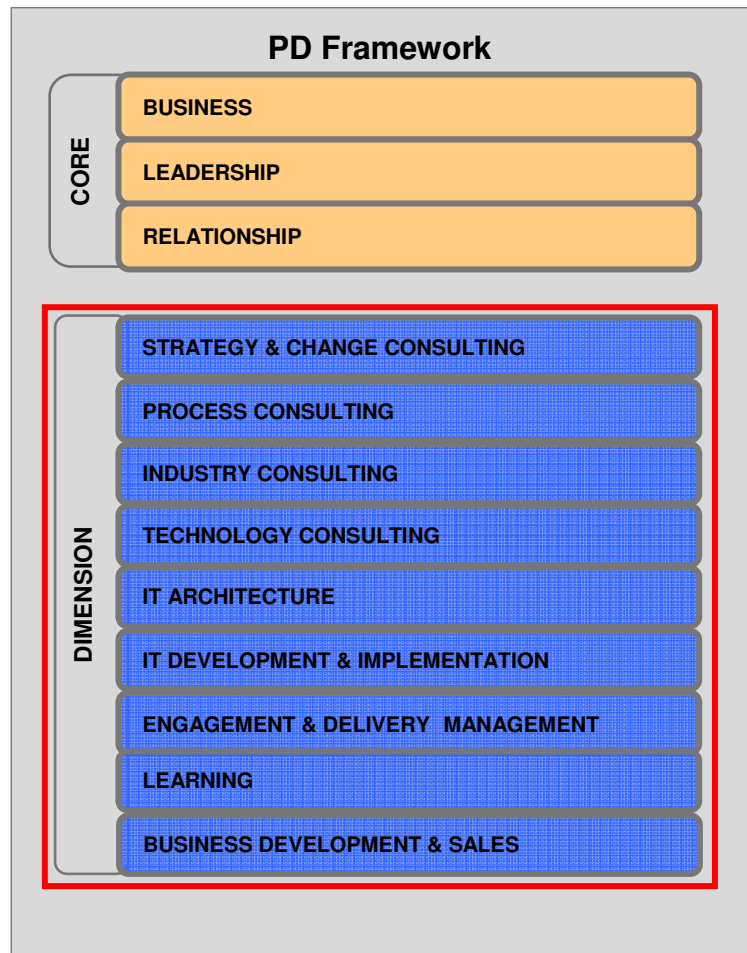 PD Framework
CORE
BUSINESS
LEADERSHIP
RELATIONSHIP
DIMENSION
STRATEGY & CHANGE CONSULTING
PROCESS CONSULTING
INDUSTRY CONSULTING
TECHNOLOGY CONSULTING
IT ARCHITECTURE
IT DEVELOPMENT & IMPLEMENTATION
ENGAGEMENT & DELIVERY MANAGEMENT
LEARNING
BUSINESS DEVELOPMENT & SALES